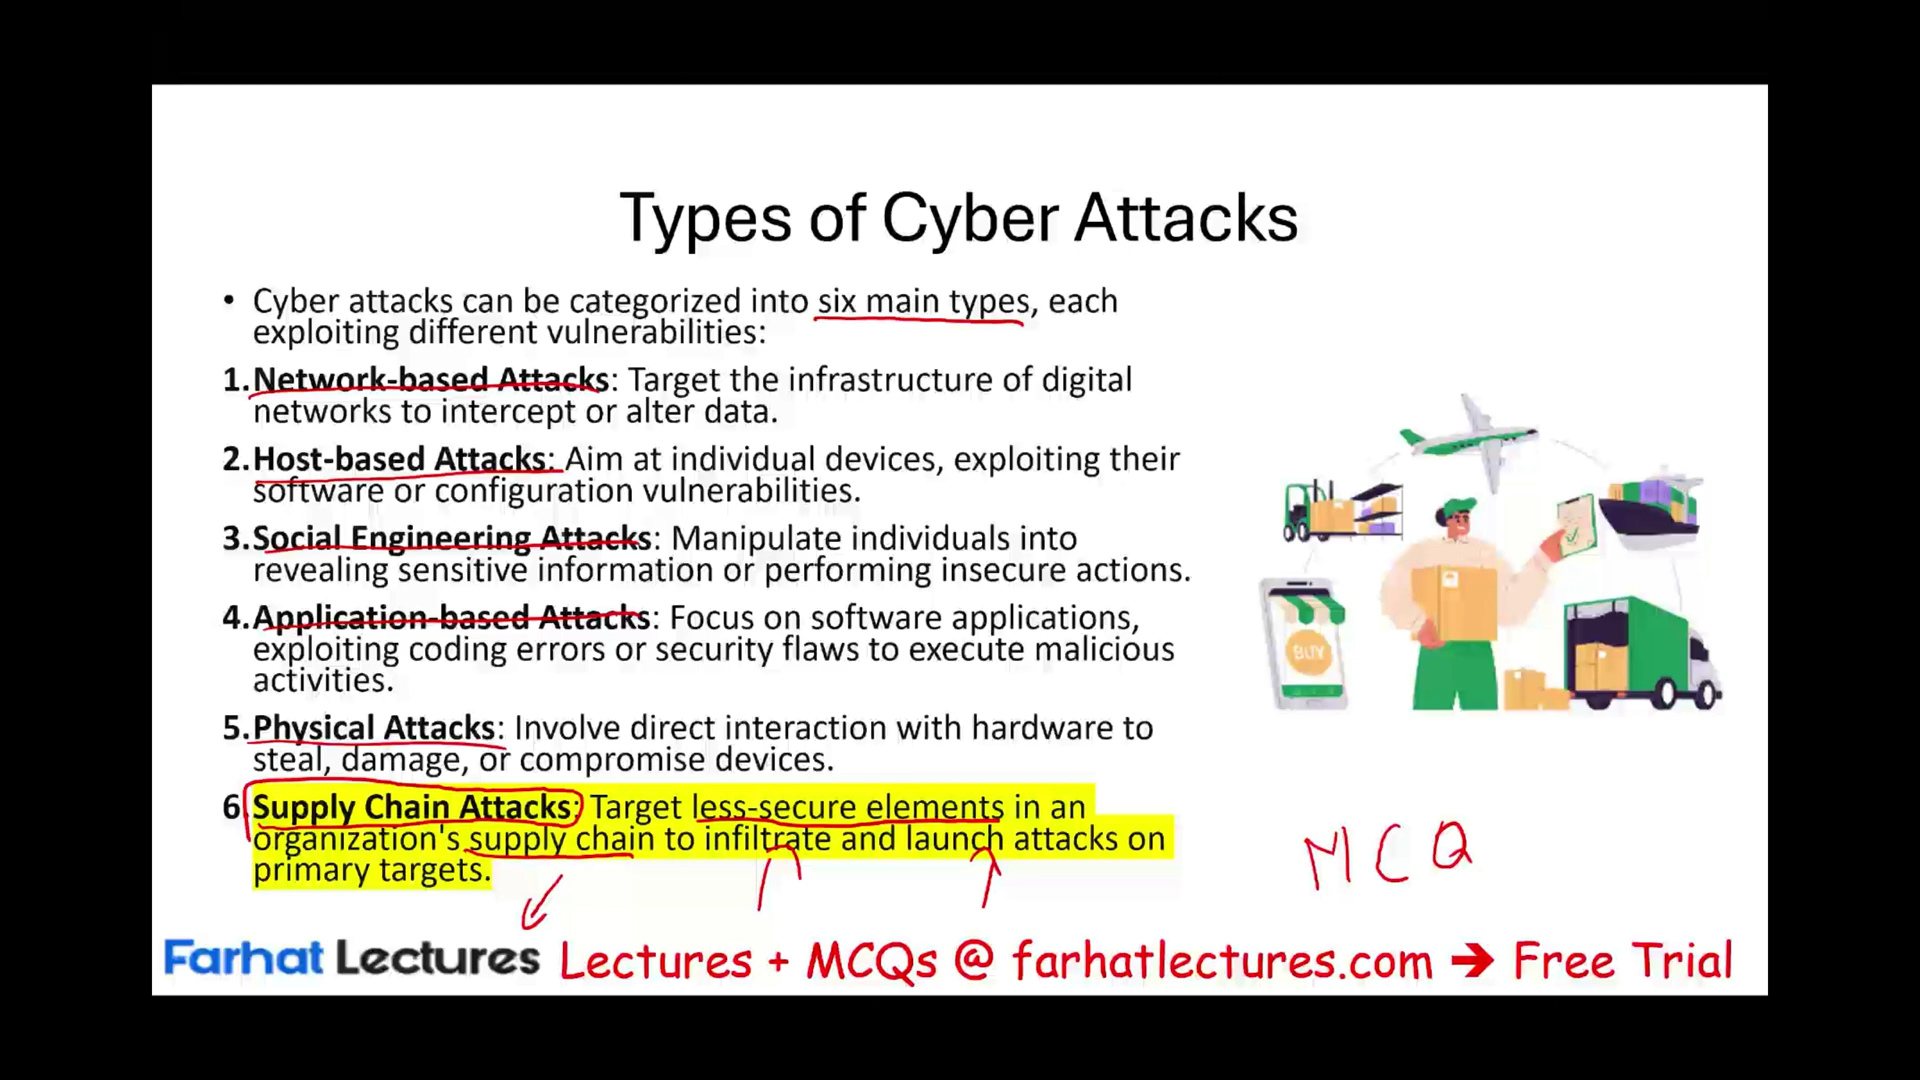 Types of Cyber Attacks
• Cyber attacks can be categorized into six main types, each
exploiting different vulnerabilities:
1. Network-based Attacks: Target the infrastructure of digital
networks to intercept or alter data.
2. Host-based Attacks: Aim at individual devices, exploiting their
software or configuration vulnerabilities.
3. Social Engineering Attacks: Manipulate individuals into
revealing sensitive information or performing insecure actions.
4. Application-based Attacks: Focus on software applications,
exploiting coding errors or security flaws to execute malicious
activities.
5. Physical Attacks: Involve direct interaction with hardware to
steal, damage, or compromise devices.
6 Supply Chain Attacks: Target less-secure elements in an
organization's supply chain to infiltrate and launch attacks on
primary targets.
BUY
MCQ
Farhat Lectures Lectures + MCQs @ farhatlectures.com → Free Trial